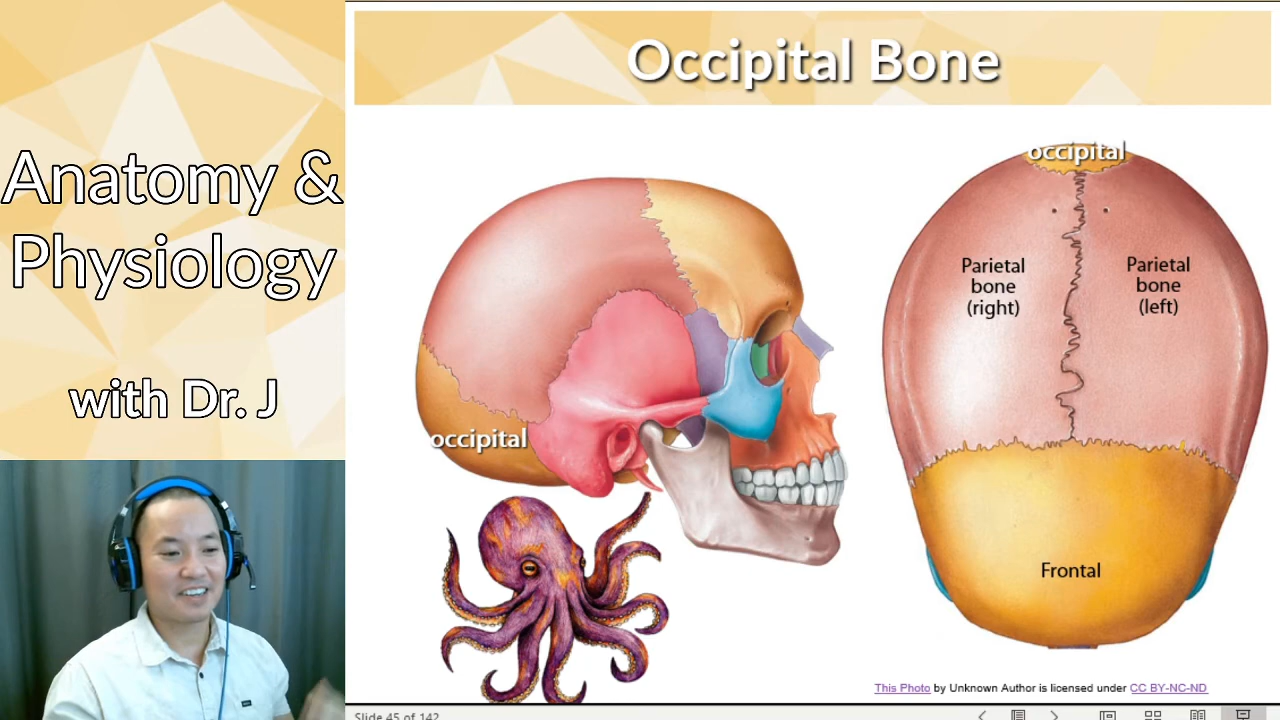 Anatomy &
Physiology
with Dr. J
Occipital Bone
occipital
occipital
Parietal
bone
(right)
Parietal
bone
(left)
Frontal
This Photo by Unknown Author is licensed under CC BY-NC-ND
Slide 45 of 142